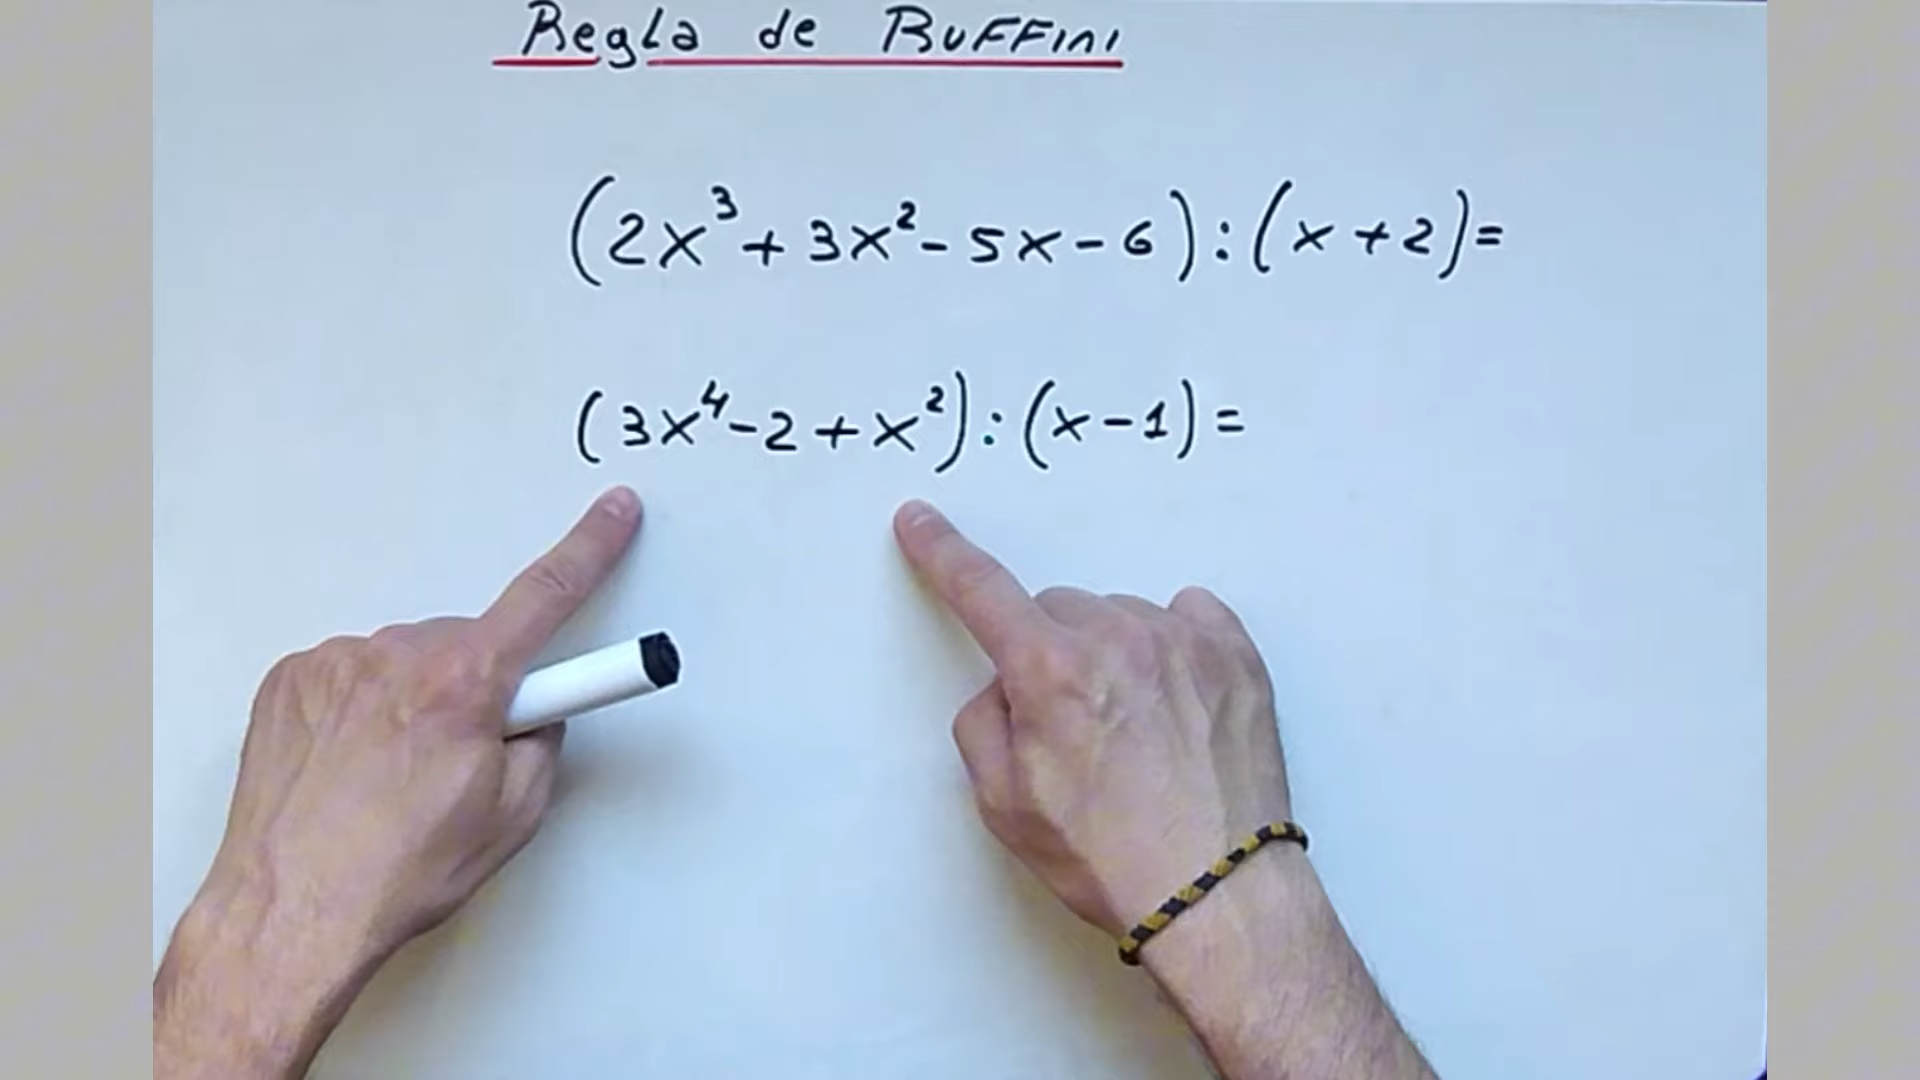 Regla de RUFFini
(2x³+3x²-5x-6):(x+2)=
(3x⁴-2+x²):(x-1)=